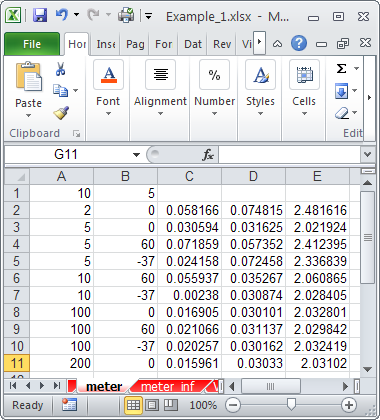 Example_1.xlsx - M...
File Hor Inse Pag For Dat Rev Vie
Paste Font Alignment Number Styles Cells
Clipboard Edit
G11 fx
A B C D E
1 10 5
2 2 0 0.058166 0.074815 2.481616
3 5 0 0.030594 0.031625 2.021924
4 5 60 0.071859 0.057352 2.412395
5 5 -37 0.024158 0.072458 2.336839
6 10 60 0.055937 0.035267 2.060865
7 10 -37 0.00238 0.030874 2.028405
8 100 0 0.016905 0.030101 2.032801
9 100 60 0.021066 0.031137 2.029842
10 100 -37 0.020257 0.030162 2.032419
11 200 0 0.015961 0.03033 2.03102
meter meter_inf
Ready 100%